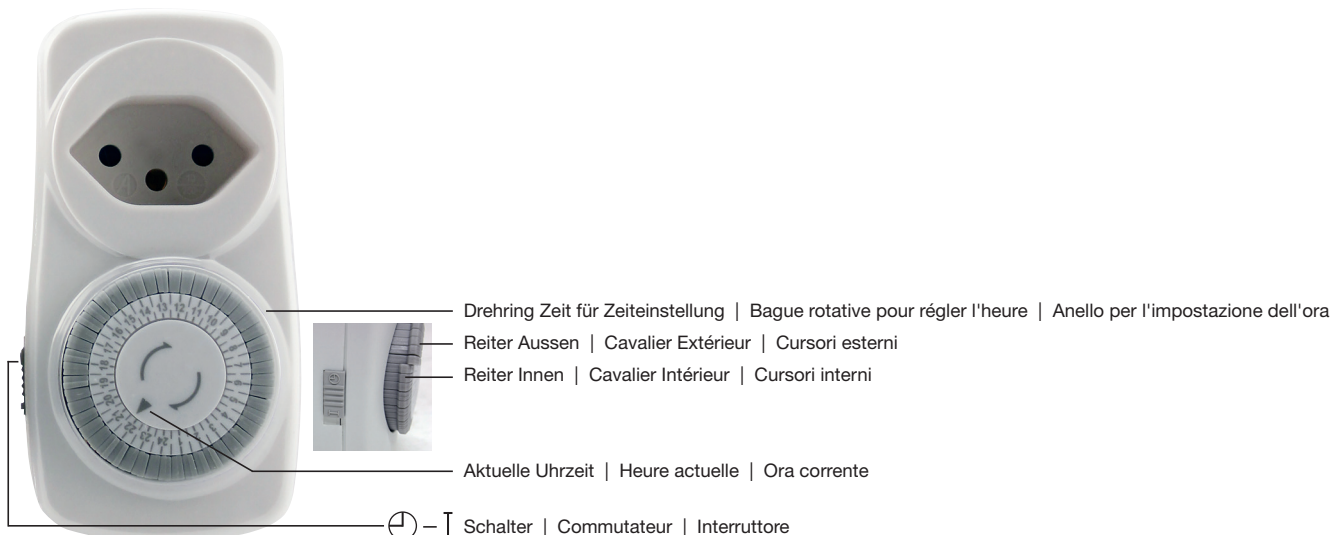 Drehring Zeit für Zeiteinstellung | Bague rotative pour régler l'heure | Anello per l'impostazione dell'ora
Reiter Aussen | Cavalier Extérieur | Cursori esterni
Reiter Innen | Cavalier Intérieur | Cursori interni
Aktuelle Uhrzeit | Heure actuelle | Ora corrente
Schalter | Commutateur | Interruttore